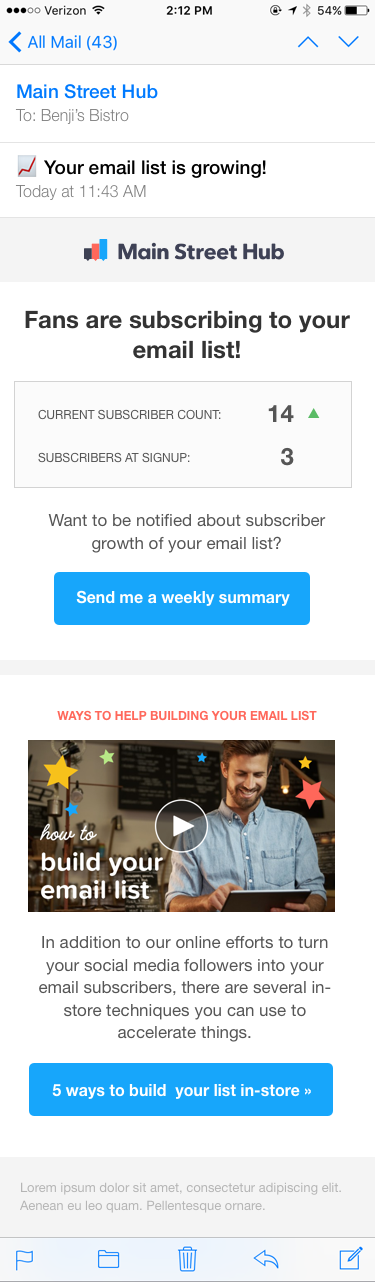 Verizon 2:12 PM 54%
All Mail (43)
Main Street Hub
To: Benji's Bistro
Your email list is growing!
Today at 11:43 AM
Main Street Hub
Fans are subscribing to your
email list!
CURRENT SUBSCRIBER COUNT: 14
SUBSCRIBERS AT SIGNUP: 3
Want to be notified about subscriber
growth of your email list?
Send me a weekly summary
WAYS TO HELP BUILDING YOUR EMAIL LIST
how to
build your
email list
In addition to our online efforts to turn
your social media followers into your
email subscribers, there are several in-
store techniques you can use to
accelerate things.
5 ways to build  your list in-store »
Lorem ipsum dolor sit amet, consectetur adipiscing elit.
Aenean eu leo quam. Pellentesque ornare.